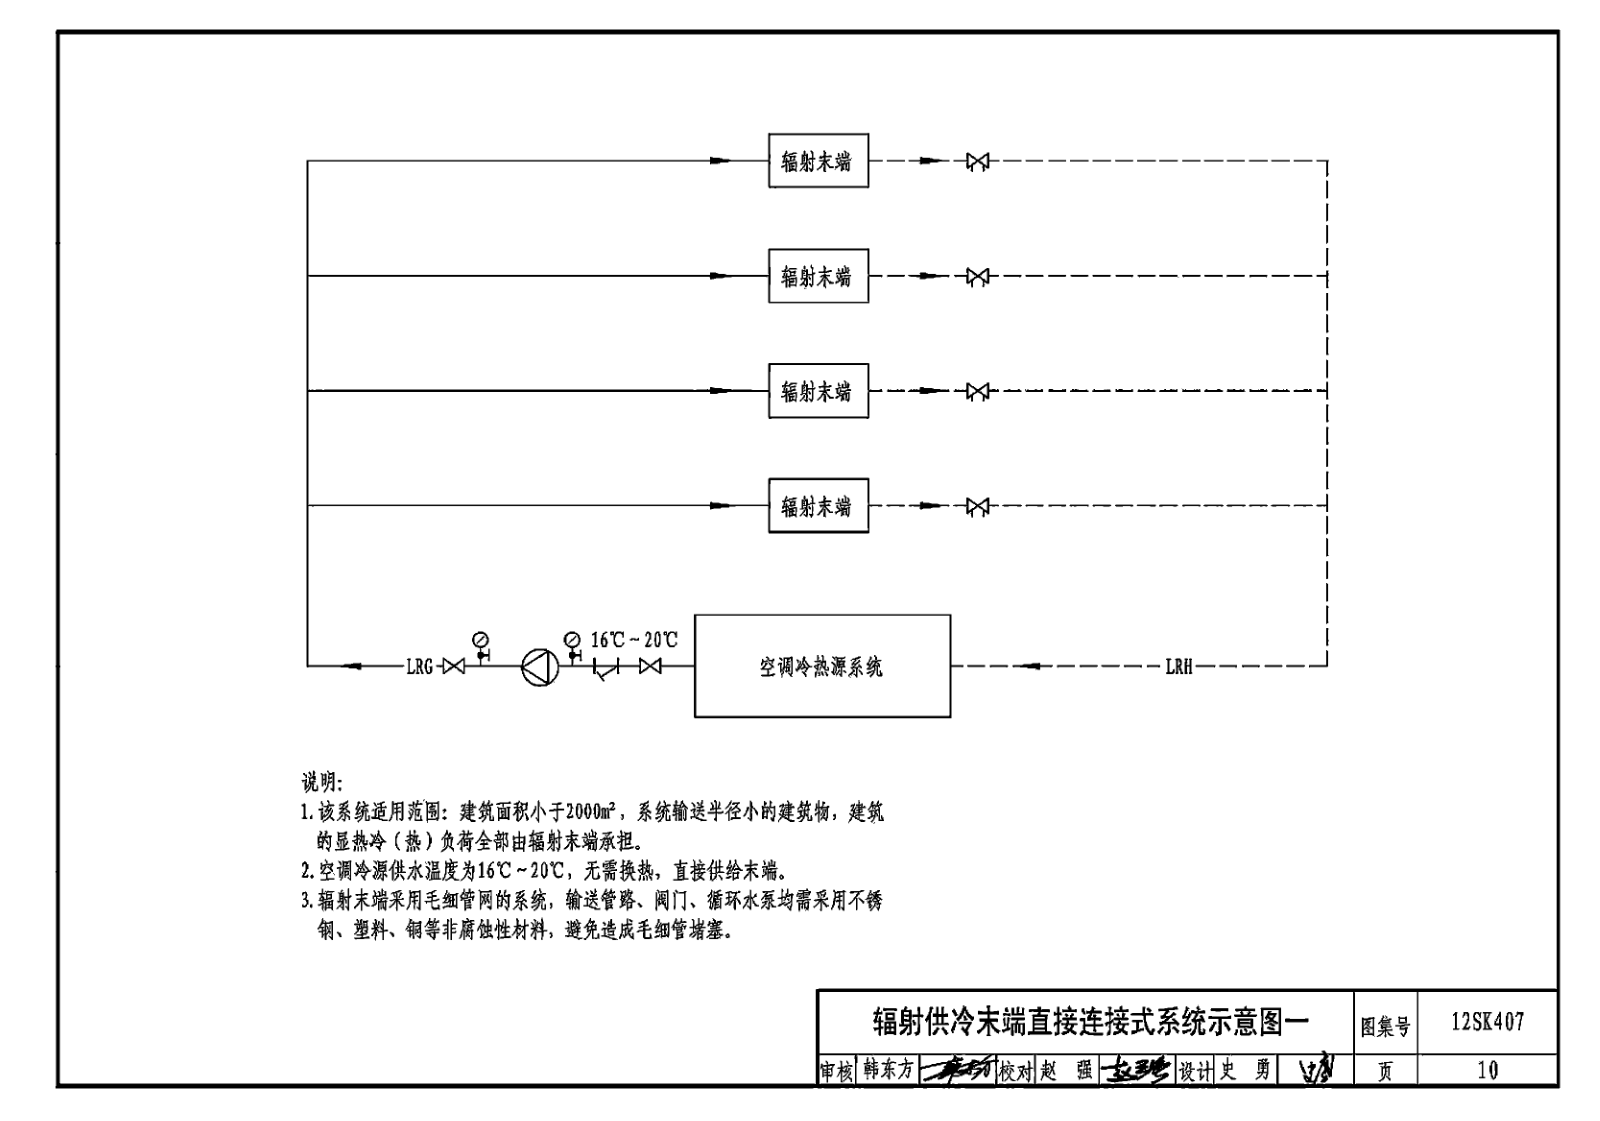 辐射末端
辐射末端
辐射末端
辐射末端
16℃~20℃
LRG
空调冷热源系统
LRH
说明:
1.该系统适用范围：建筑面积小于2000m²，系统输送半径小的建筑物，建筑
的显热冷（热）负荷全部由辐射末端承担。
2.空调冷源供水温度为16℃~20℃，无需换热，直接供给末端。
3.辐射末端采用毛细管网的系统，输送管路、阀门、循环水泵均需采用不锈
钢、塑料、铜等非腐蚀性材料，避免造成毛细管堵塞。
辐射供冷末端直接连接式系统示意图一
图集号
12SK407
审核 韩东方 校对 赵 强 设计 史 勇
页
10